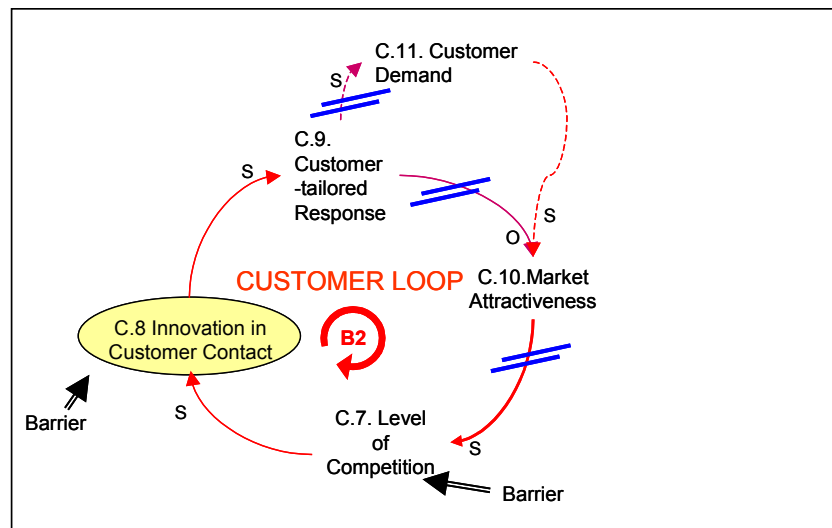 C.11. Customer
Demand
S
C.9.
Customer
-tailored
Response
S
S
O
CUSTOMER LOOP
C.10.Market
Attractiveness
C.8 Innovation in
Customer Contact
B2
Barrier
S
C.7. Level
of
Competition
S
Barrier